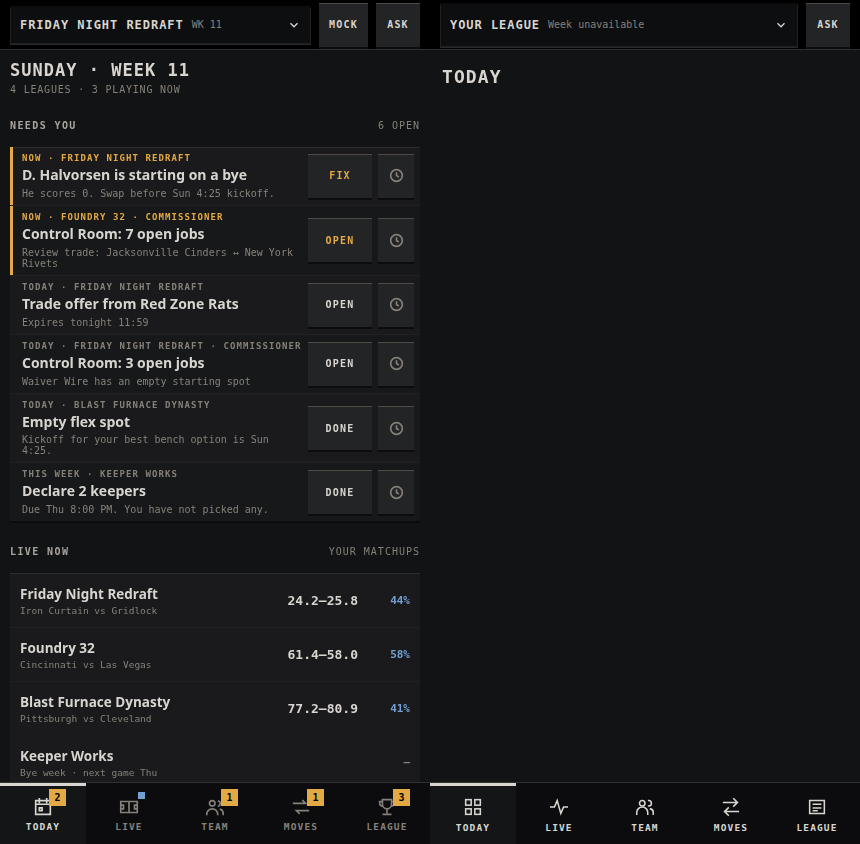 FRIDAY NIGHT REDRAFT WK 11
MOCK
ASK
SUNDAY · WEEK 11
4 LEAGUES · 3 PLAYING NOW
NEEDS YOU
6 OPEN
NOW · FRIDAY NIGHT REDRAFT
D. Halvorsen is starting on a bye
He scores 0. Swap before Sun 4:25 kickoff.
FIX
NOW · FOUNDRY 32 · COMMISSIONER
Control Room: 7 open jobs
Review trade: Jacksonville Cinders ↔ New York
Rivets
OPEN
TODAY · FRIDAY NIGHT REDRAFT
Trade offer from Red Zone Rats
Expires tonight 11:59
OPEN
TODAY · FRIDAY NIGHT REDRAFT · COMMISSIONER
Control Room: 3 open jobs
Waiver Wire has an empty starting spot
OPEN
TODAY · BLAST FURNACE DYNASTY
Empty flex spot
Kickoff for your best bench option is Sun
4:25.
DONE
THIS WEEK · KEEPER WORKS
Declare 2 keepers
Due Thu 8:00 PM. You have not picked any.
DONE
LIVE NOW
YOUR MATCHUPS
Friday Night Redraft
Iron Curtain vs Gridlock
24.2–25.8
44%
Foundry 32
Cincinnati vs Las Vegas
61.4–58.0
58%
Blast Furnace Dynasty
Pittsburgh vs Cleveland
77.2–80.9
41%
Keeper Works
Bye week · next game Thu
–
2
TODAY
LIVE
1
TEAM
1
MOVES
3
LEAGUE
YOUR LEAGUE Week unavailable
ASK
TODAY
TODAY
LIVE
TEAM
MOVES
LEAGUE